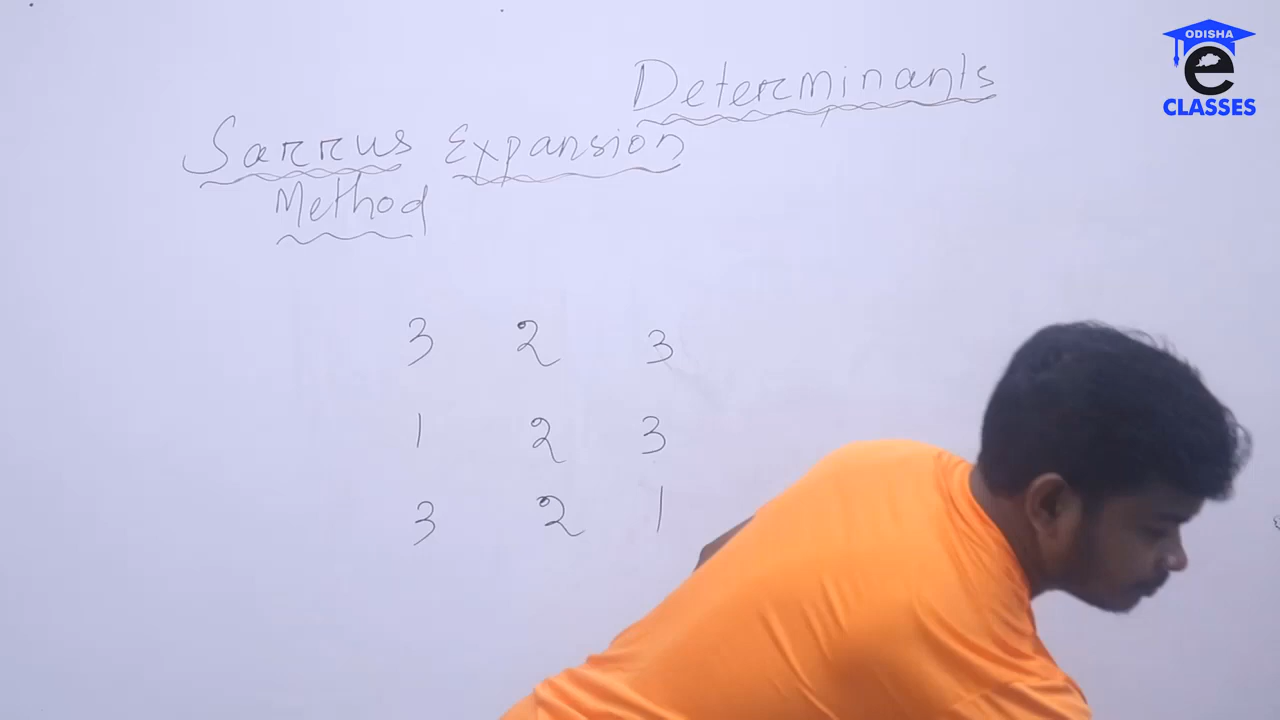 ODISHA
e
CLASSES
Determinants
Sarrus Expansion
Method
3 2 3
1 2 3
3 2 1